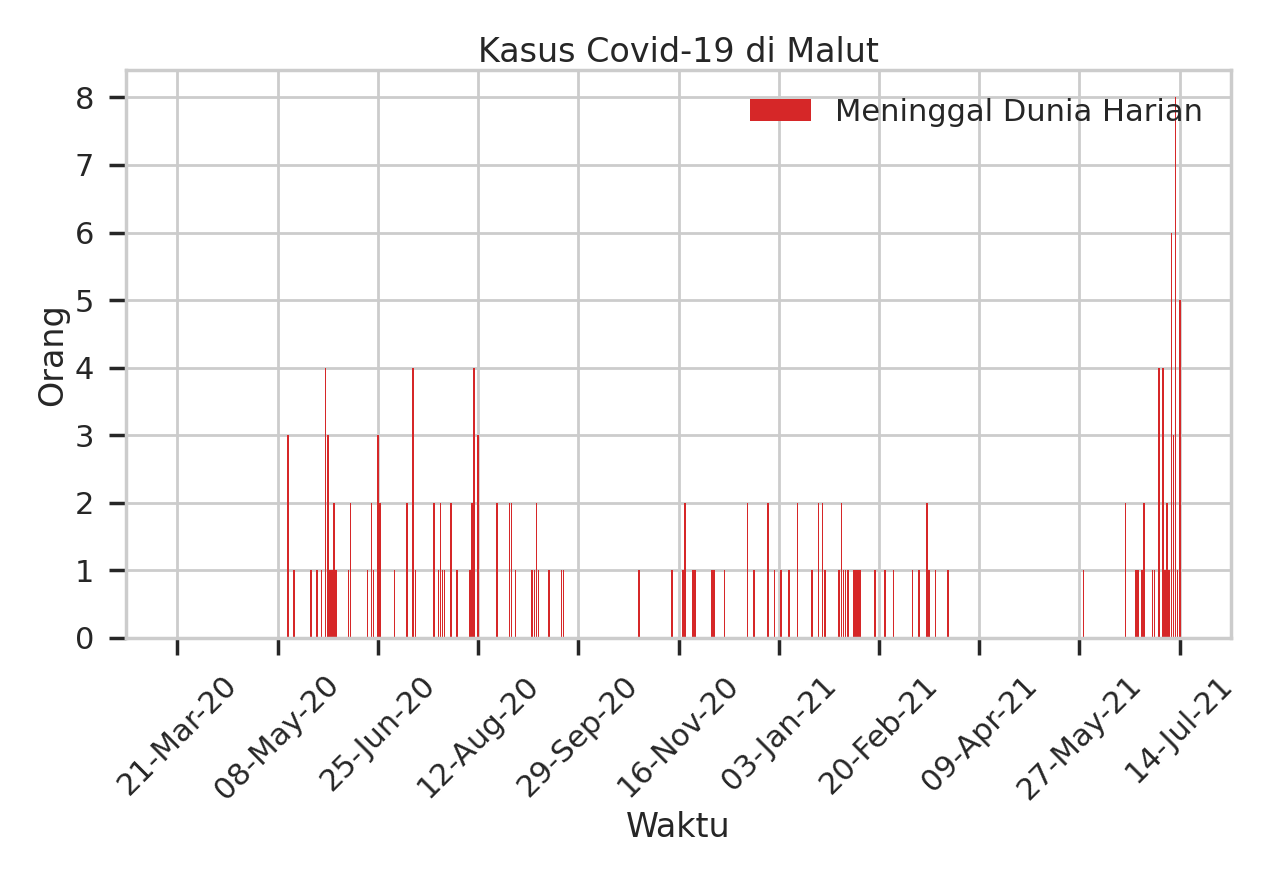 Kasus Covid-19 di Malut
Meninggal Dunia Harian
Orang
8
7
6
5
4
3
2
1
0
21-Mar-20
08-May-20
25-Jun-20
12-Aug-20
29-Sep-20
16-Nov-20
03-Jan-21
20-Feb-21
09-Apr-21
27-May-21
14-Jul-21
Waktu